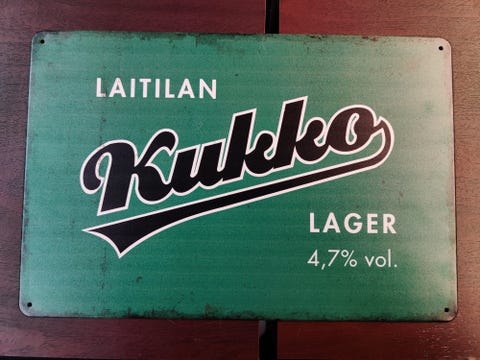 LAITILAN
Kukko
LAGER
4,7% vol.